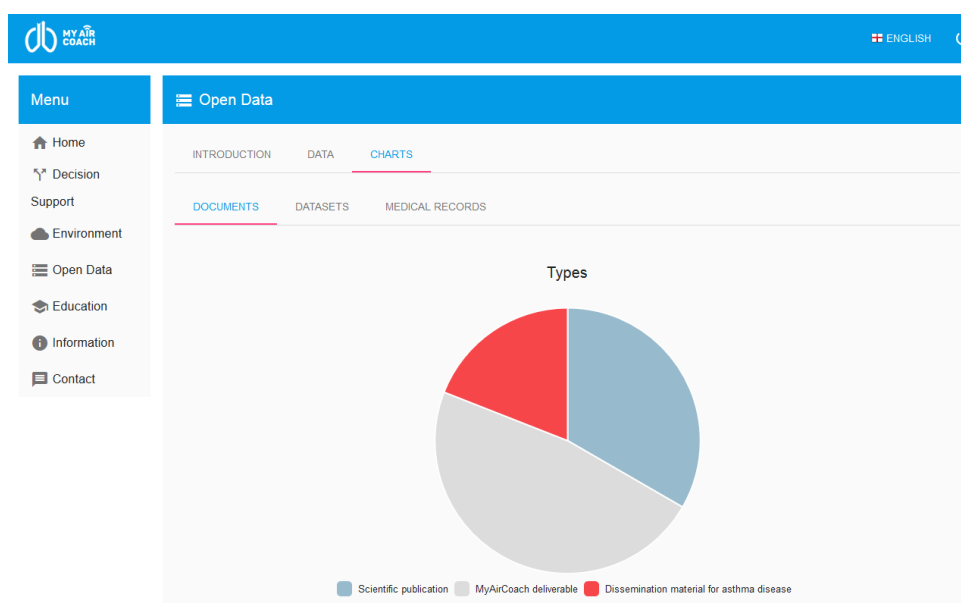 MY AIR
COACH
ENGLISH
Menu
Home
Decision
Support
Environment
Open Data
Education
Information
Contact
Open Data
INTRODUCTION DATA CHARTS
DOCUMENTS DATASETS MEDICAL RECORDS
Types
Scientific publication MyAirCoach deliverable Dissemination material for asthma disease